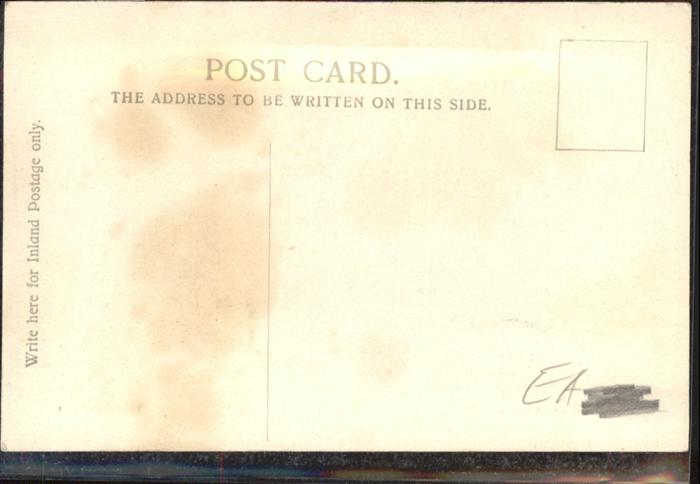 POST CARD.
THE ADDRESS TO BE WRITTEN ON THIS SIDE.
Write here for Inland Postage only.
EA